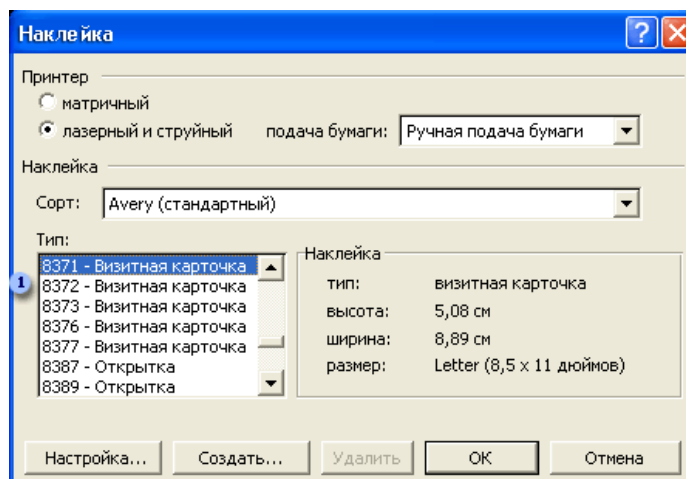 Наклейка
Принтер
матричный
лазерный и струйный подача бумаги: Ручная подача бумаги
Наклейка
Сорт: Avery (стандартный)
Тип:
8371 - Визитная карточка
8372 - Визитная карточка
8373 - Визитная карточка
8376 - Визитная карточка
8377 - Визитная карточка
8387 - Открытка
8389 - Открытка
1
Наклейка
тип: визитная карточка
высота: 5,08 см
ширина: 8,89 см
размер: Letter (8,5 x 11 дюймов)
Настройка... Создать... Удалить ОК Отмена